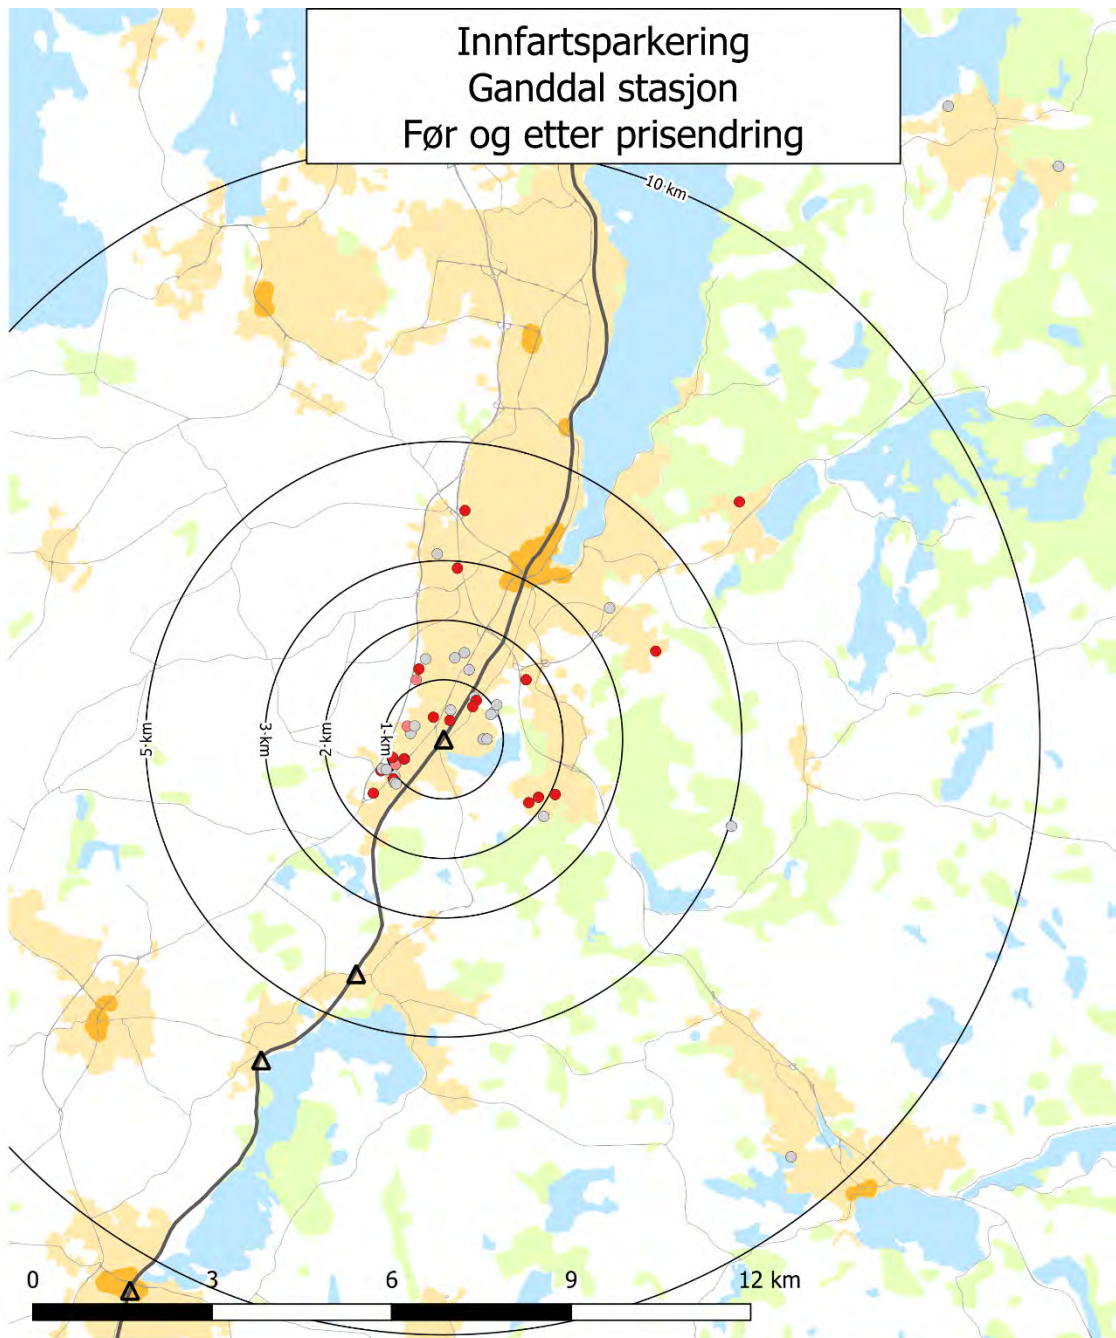 Innfartsparkering
Ganddal stasjon
Før og etter prisendring
10 km
5 km
3 km
2 km
1 km
0 3 6 9 12 km